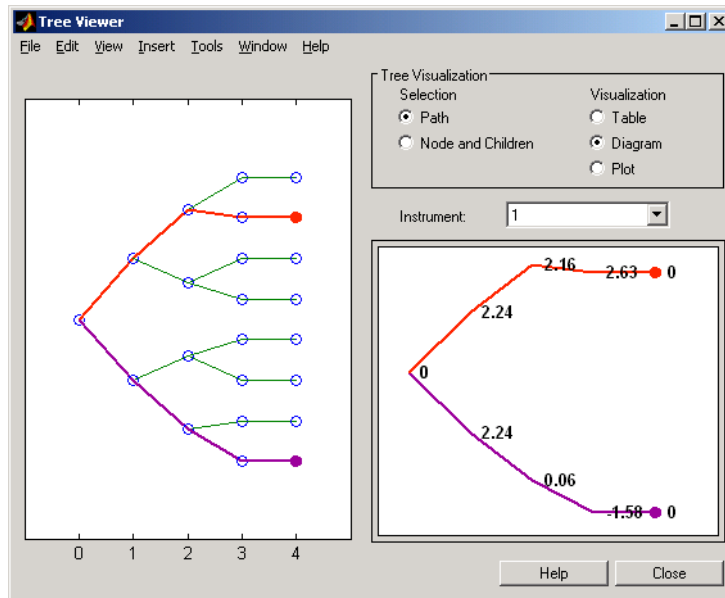 Tree Viewer
File Edit View Insert Tools Window Help
Tree Visualization
Selection
Path
Node and Children
Visualization
Table
Diagram
Plot
Instrument:
1
0 1 2 3 4
2.16
2.63 0
2.24
0
2.24
0.06
-1.58 0
Help
Close